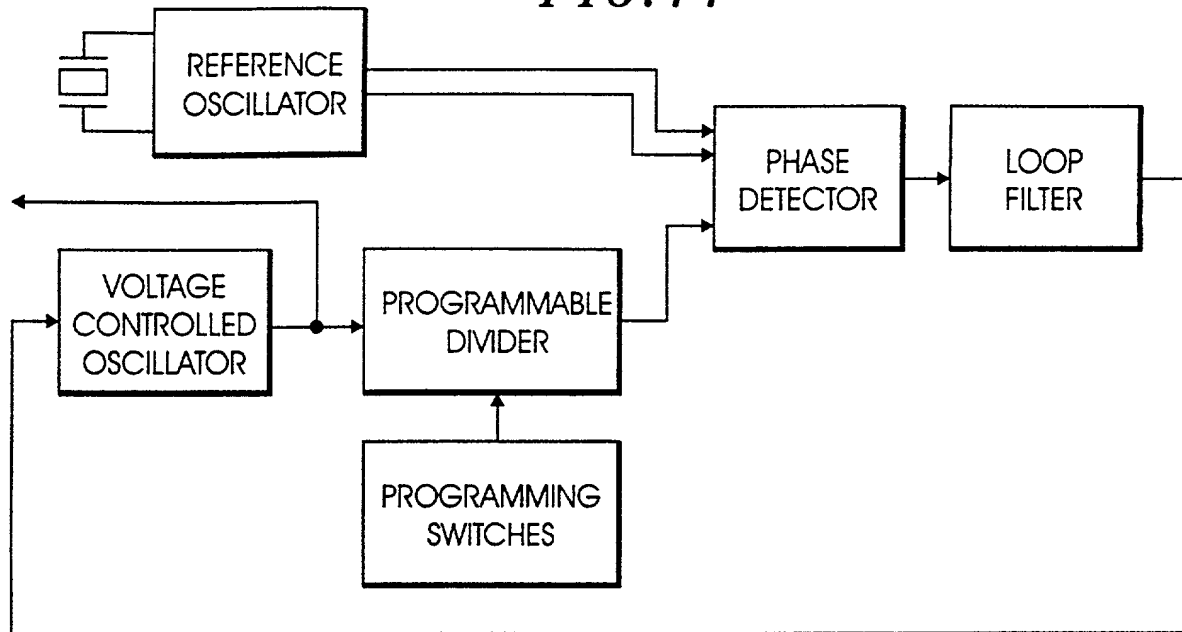 REFERENCE
OSCILLATOR
PHASE
DETECTOR
LOOP
FILTER
VOLTAGE
CONTROLLED
OSCILLATOR
PROGRAMMABLE
DIVIDER
PROGRAMMING
SWITCHES